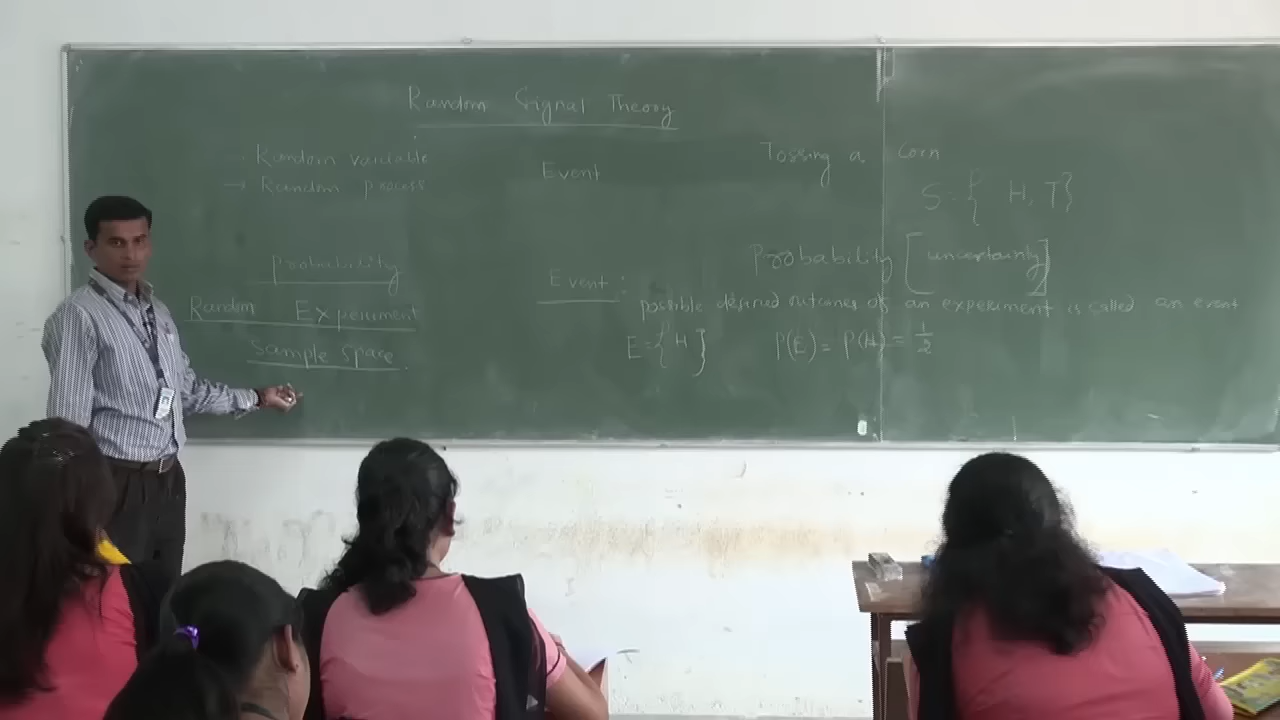 Random Signal Theory
Random variable
→ Random process
Event
Tossing a Coin
S = { H, T}
Probability
Random Experiment
Sample space
Probability [uncertainty]
Event :
possible desired outcomes of an experiment is called an event
E = { H }
P(E) = P(H) = 1/2